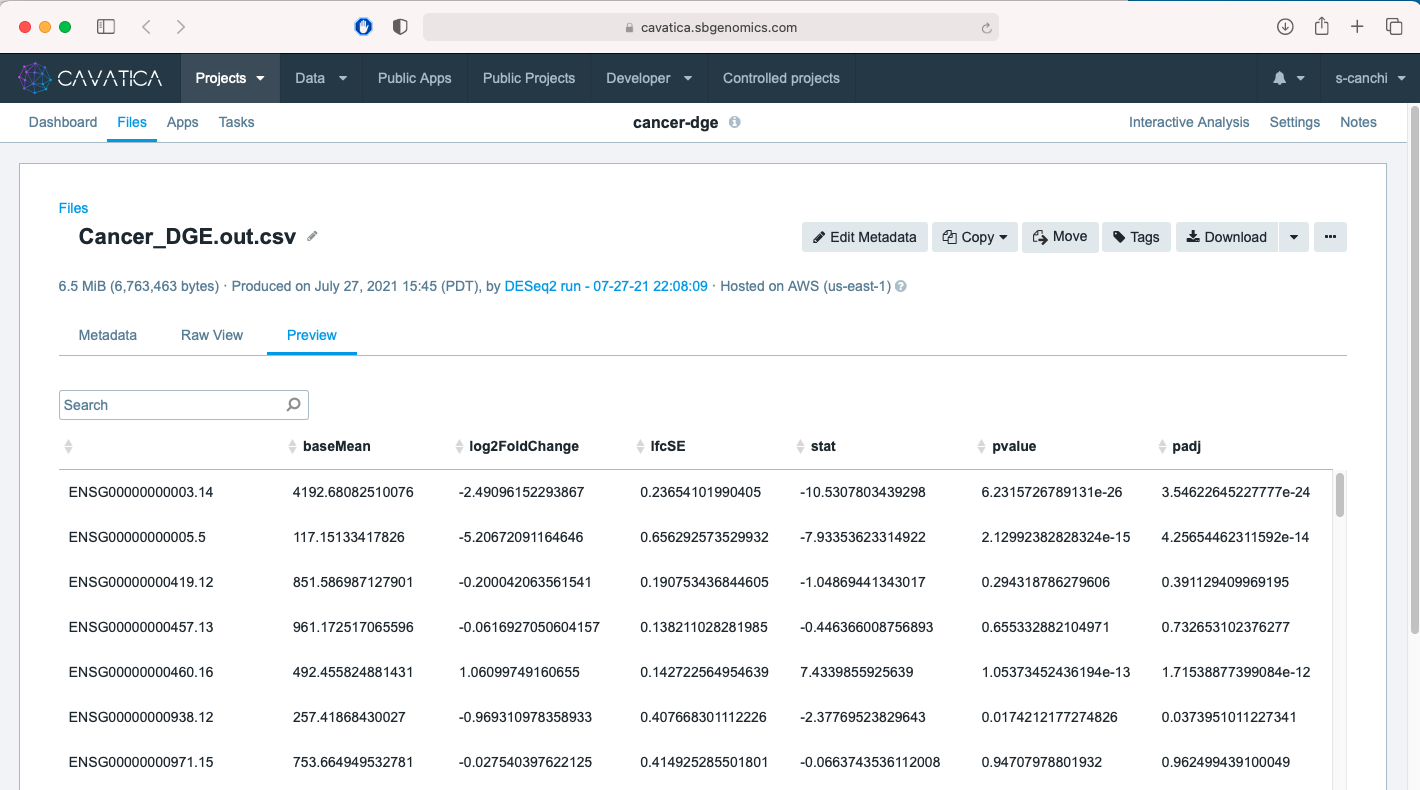 cavatica.sbgenomics.com
CAVATICA Projects Data Public Apps Public Projects Developer Controlled projects s-canchi
Dashboard Files Apps Tasks cancer-dge Interactive Analysis Settings Notes
Files
Cancer_DGE.out.csv Edit Metadata Copy Move Tags Download
6.5 MiB (6,763,463 bytes) · Produced on July 27, 2021 15:45 (PDT), by DESeq2 run - 07-27-21 22:08:09 · Hosted on AWS (us-east-1)
Metadata Raw View Preview
Search
baseMean log2FoldChange lfcSE stat pvalue padj
ENSG00000000003.14 4192.68082510076 -2.49096152293867 0.23654101990405 -10.5307803439298 6.2315726789131e-26 3.54622645227777e-24
ENSG00000000005.5 117.15133417826 -5.20672091164646 0.656292573529932 -7.93353623314922 2.12992382828324e-15 4.25654462311592e-14
ENSG00000000419.12 851.586987127901 -0.200042063561541 0.190753436844605 -1.04869441343017 0.294318786279606 0.391129409969195
ENSG00000000457.13 961.172517065596 -0.0616927050604157 0.138211028281985 -0.446366008756893 0.655332882104971 0.732653102376277
ENSG00000000460.16 492.455824881431 1.06099749160655 0.142722564954639 7.4339855925639 1.05373452436194e-13 1.71538877399084e-12
ENSG00000000938.12 257.41868430027 -0.969310978358933 0.407668301112226 -2.37769523829643 0.0174212177274826 0.0373951011227341
ENSG00000000971.15 753.664949532781 -0.027540397622125 0.414925285501801 -0.0663743536112008 0.94707978801932 0.962499439100049